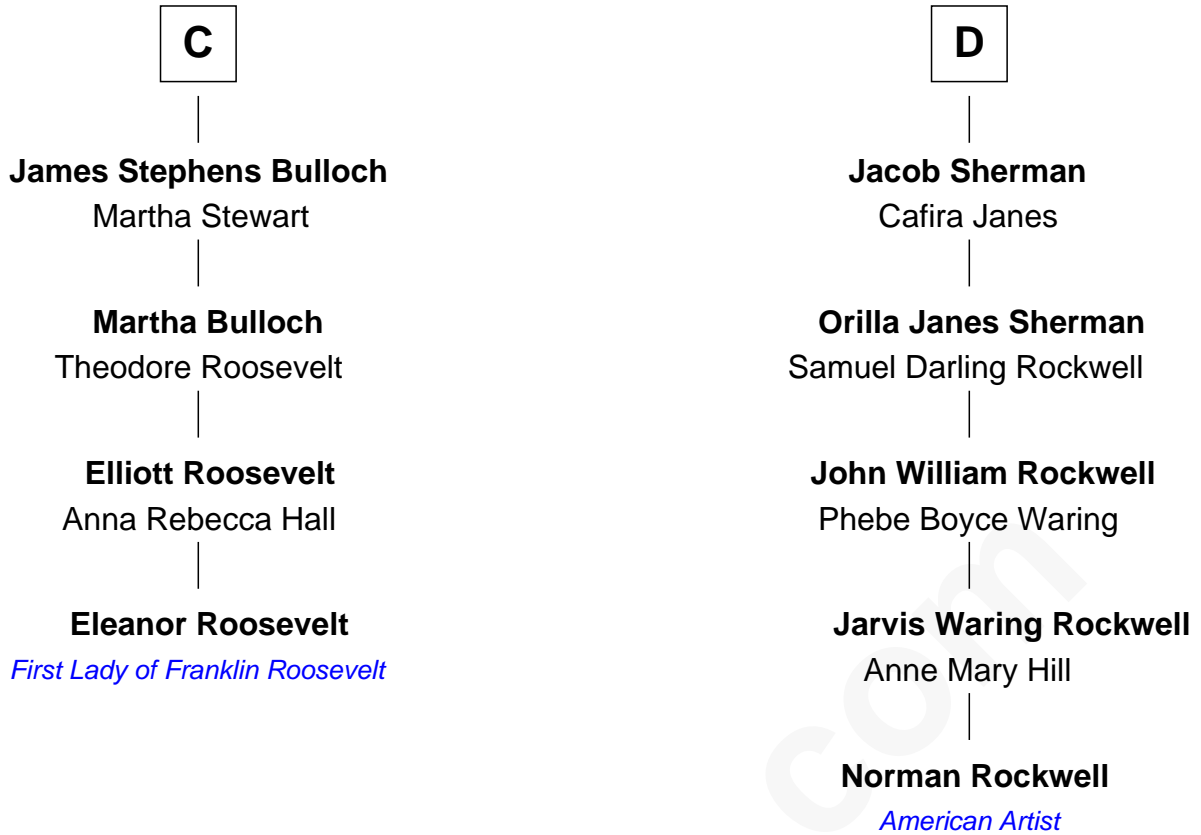 C
James Stephens Bulloch
Martha Stewart
Martha Bulloch
Theodore Roosevelt
Elliott Roosevelt
Anna Rebecca Hall
Eleanor Roosevelt
First Lady of Franklin Roosevelt
D
Jacob Sherman
Cafira Janes
Orilla Janes Sherman
Samuel Darling Rockwell
John William Rockwell
Phebe Boyce Waring
Jarvis Waring Rockwell
Anne Mary Hill
Norman Rockwell
American Artist
com